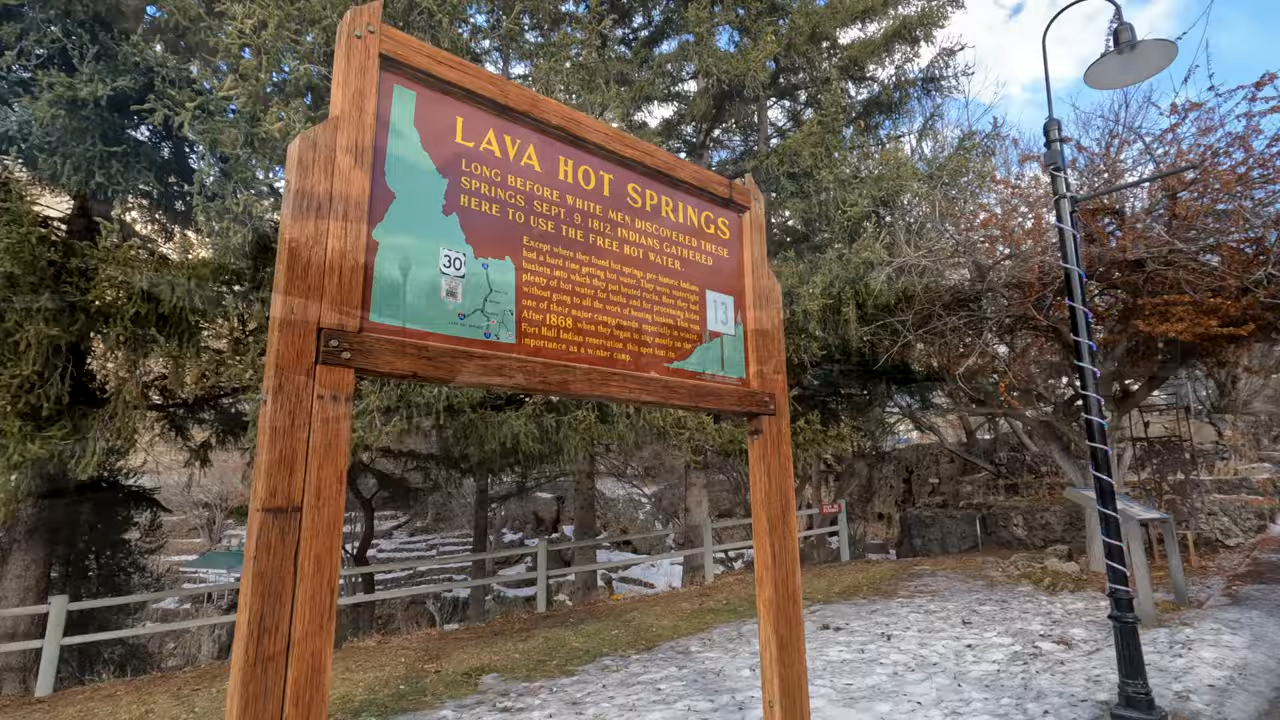 LAVA HOT SPRINGS
LONG BEFORE WHITE MEN DISCOVERED THESE
SPRINGS, SEPT. 9, 1812, INDIANS GATHERED
HERE TO USE THE FREE HOT WATER.
Except where they found hot springs, pre-historic Indians
had a hard time getting hot water. They wove watertight
baskets into which they put heated rocks. Here they had
plenty of hot water for baths and for processing hides
without going to all the work of heating baskets. This was
one of their major campgrounds, especially in winter.
After 1868, when they began to stay mostly on the
Fort Hall Indian reservation, this spot lost its
importance as a winter camp.
30
13